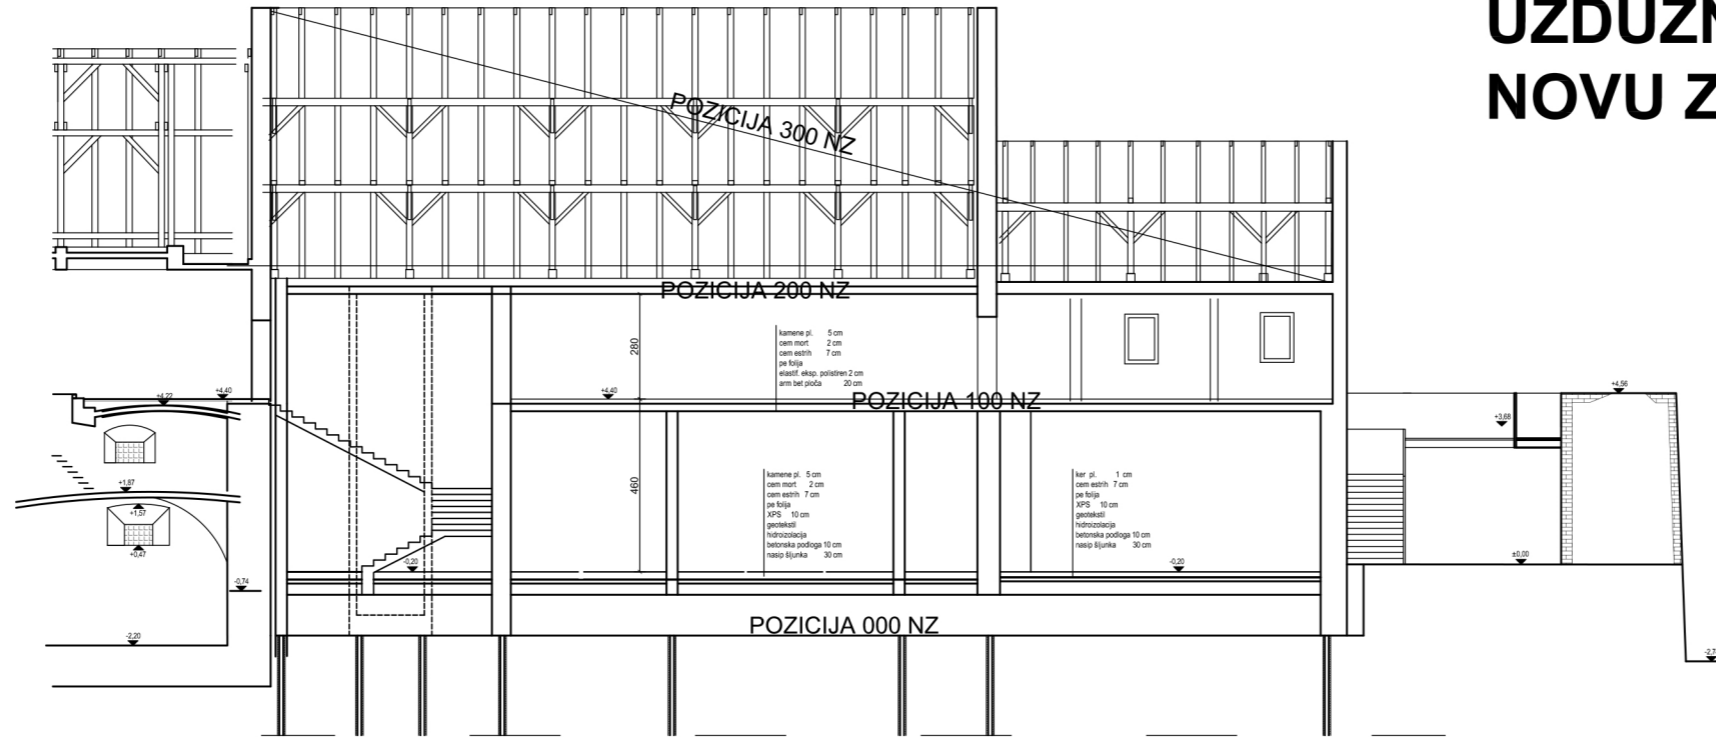 UZDUZN
NOVU Z
POZICIJA 300 NZ
POZICIJA 200 NZ
280
kamene pl. 5 cm
cem mort 2 cm
cem estrih 7 cm
pe folija
elastif. eksp. polistiren 2 cm
arm bet ploča 20 cm
+4,40
+4,22
+4,40
POZICIJA 100 NZ
+4,56
+3,68
460
kamene pl. 5 cm
cem mort 2 cm
cem estrih 7 cm
pe folija
XPS 10 cm
geotekstil
hidroizolacija
betonska podloga 10 cm
nasip šljunka 30 cm
ker pl. 1 cm
cem estrih 7 cm
pe folija
XPS 10 cm
geotekstil
hidroizolacija
betonska podloga 10 cm
nasip šljunka 30 cm
+1,87
+1,57
+0,47
-0,20
-0,20
±0,00
-0,74
POZICIJA 000 NZ
-2,20